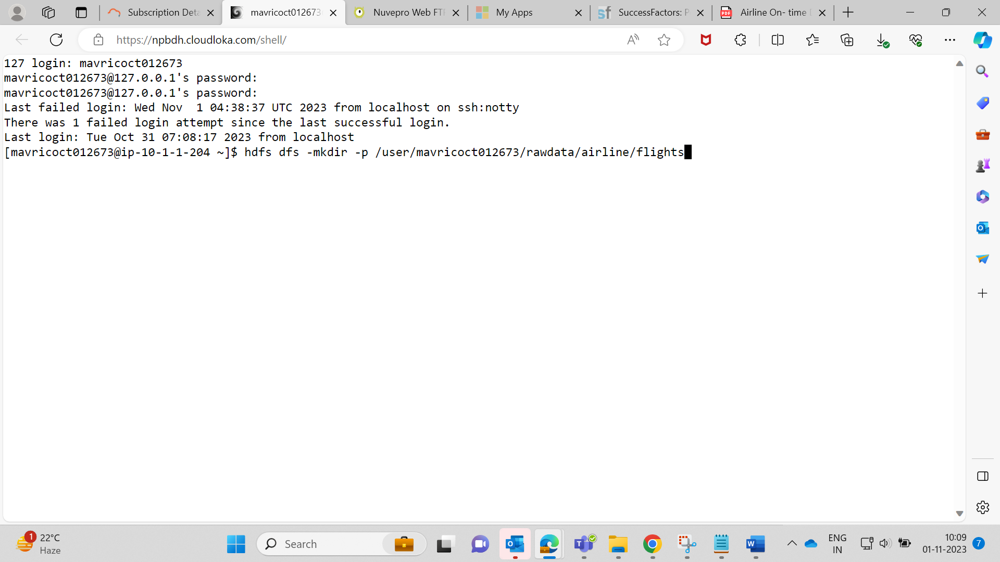 Subscription Deta
mavricoct012673
Nuvepro Web FT
My Apps
SuccessFactors: P
Airline On- time
https://npbdh.cloudloka.com/shell/
127 login: mavricoct012673
mavricoct012673@127.0.0.1's password:
mavricoct012673@127.0.0.1's password:
Last failed login: Wed Nov  1 04:38:37 UTC 2023 from localhost on ssh:notty
There was 1 failed login attempt since the last successful login.
Last login: Tue Oct 31 07:08:17 2023 from localhost
[mavricoct012673@ip-10-1-1-204 ~]$ hdfs dfs -mkdir -p /user/mavricoct012673/rawdata/airline/flights
1
22°C
Haze
Search
ENG
IN
10:09
01-11-2023
7